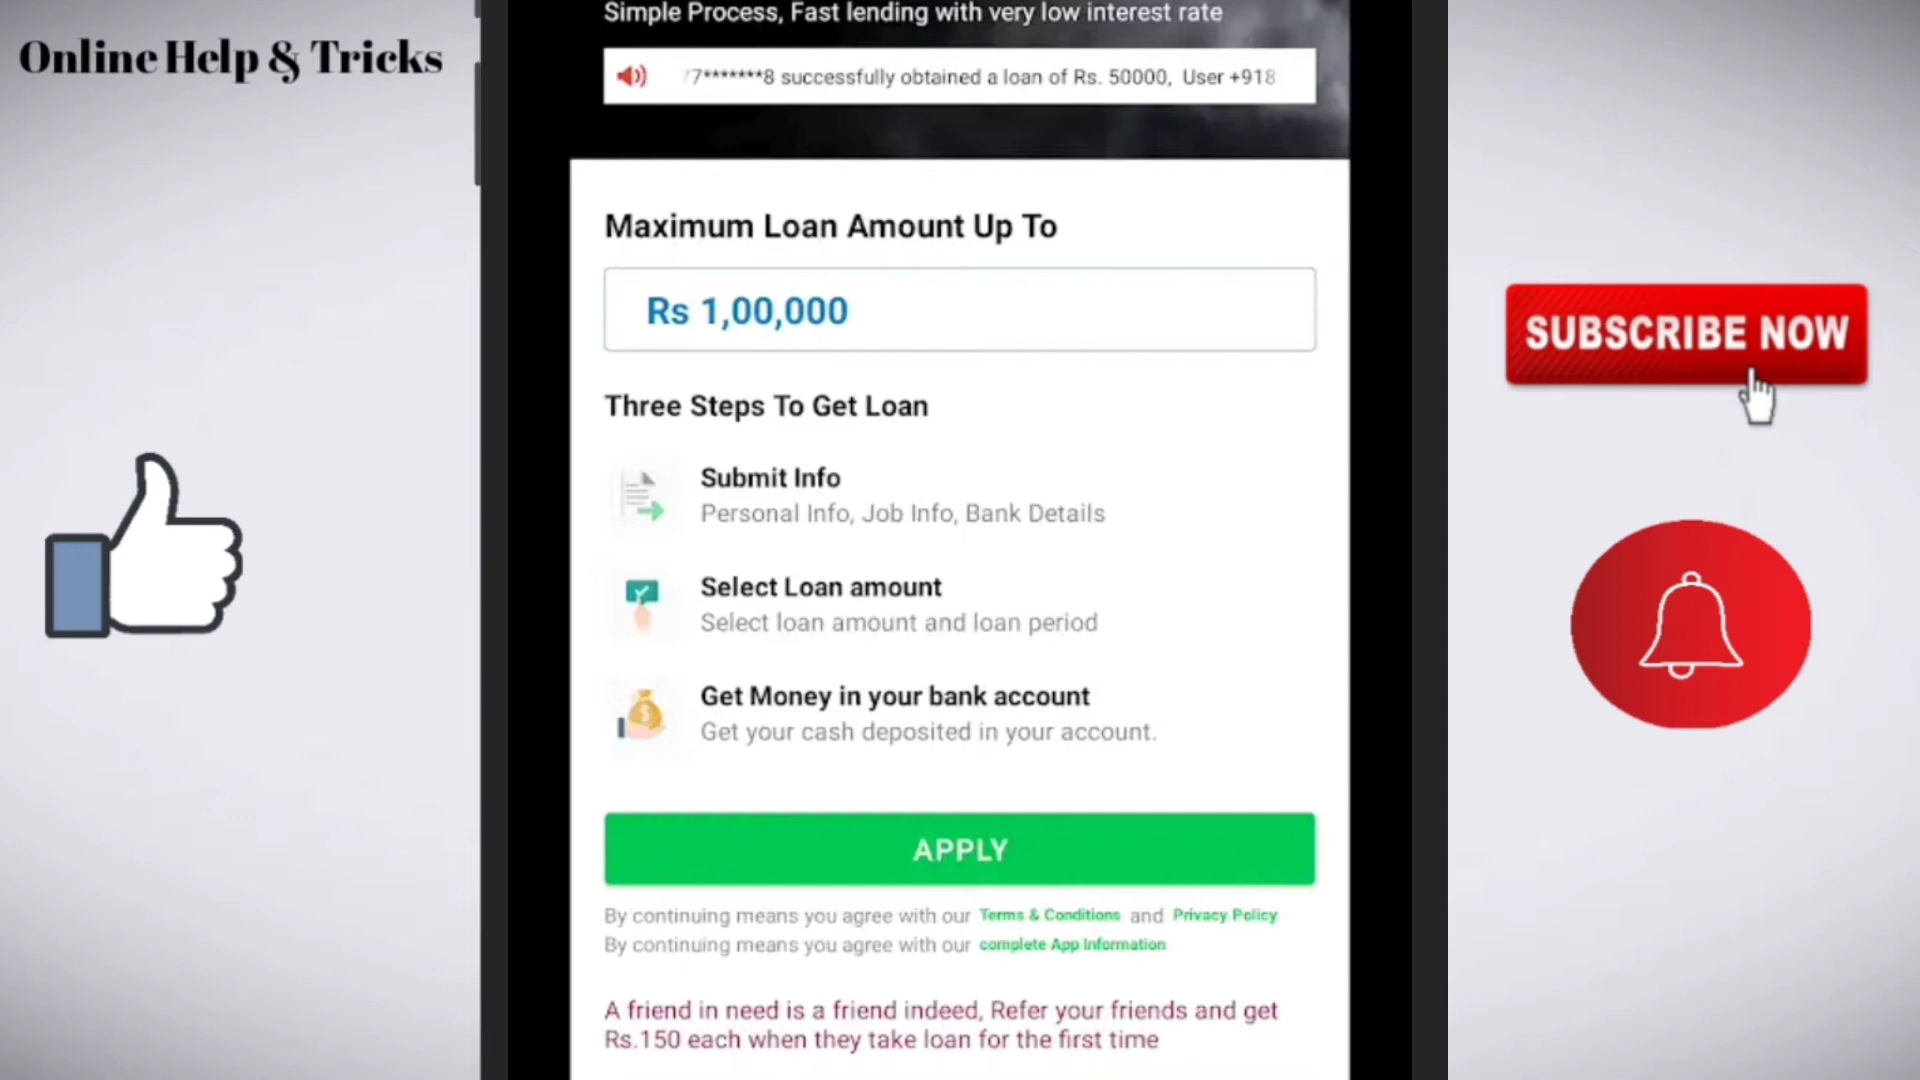 Online Help & Tricks
Simple Process, Fast lending with very low interest rate
7*******8 successfully obtained a loan of Rs. 50000, User +918
Maximum Loan Amount Up To
Rs 1,00,000
Three Steps To Get Loan
Submit Info
Personal Info, Job Info, Bank Details
Select Loan amount
Select loan amount and loan period
Get Money in your bank account
Get your cash deposited in your account.
APPLY
By continuing means you agree with our Terms & Conditions and Privacy Policy
By continuing means you agree with our complete App Information
A friend in need is a friend indeed, Refer your friends and get
Rs.150 each when they take loan for the first time
SUBSCRIBE NOW